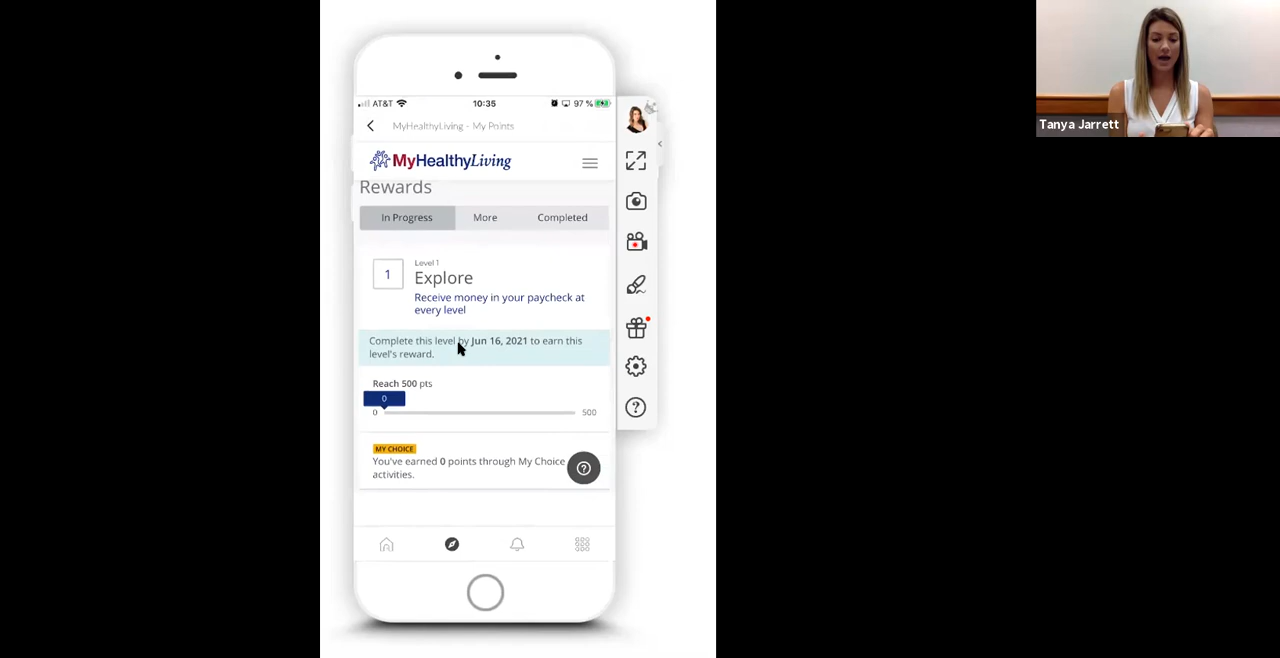 AT&T
10:35
97 %
MyHealthyLiving - My Points
MyHealthyLiving
Rewards
In Progress
More
Completed
1
Level 1
Explore
Receive money in your paycheck at
every level
Complete this level by Jun 16, 2021 to earn this
level's reward.
Reach 500 pts
0
0
500
MY CHOICE
You've earned 0 points through My Choice
activities.
Tanya Jarrett